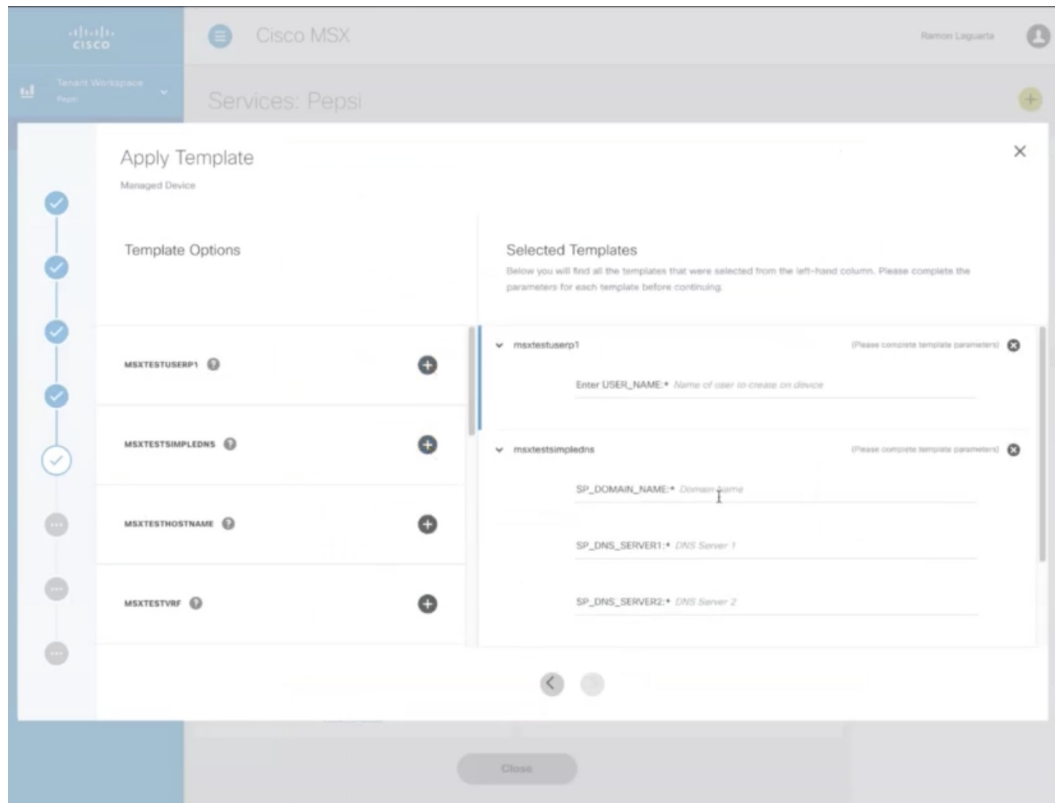 CISCO
Cisco MSX
Ramon Laguarta
Tenant Workspace
Pepsi
Services: Pepsi
Apply Template
Managed Device
Template Options
Selected Templates
Below you will find all the templates that were selected from the left-hand column. Please complete the
parameters for each template before continuing.
MSXTESTUSERP1
msxtestuserp1
(Please complete template parameters)
Enter USER_NAME:* Name of user to create on device
MSXTESTSIMPLEDNS
msxtestsimpledns
(Please complete template parameters)
SP_DOMAIN_NAME:* Domain Name
MSXTESTHOSTNAME
SP_DNS_SERVER1:* DNS Server 1
MSXTESTVRF
SP_DNS_SERVER2:* DNS Server 2
Close